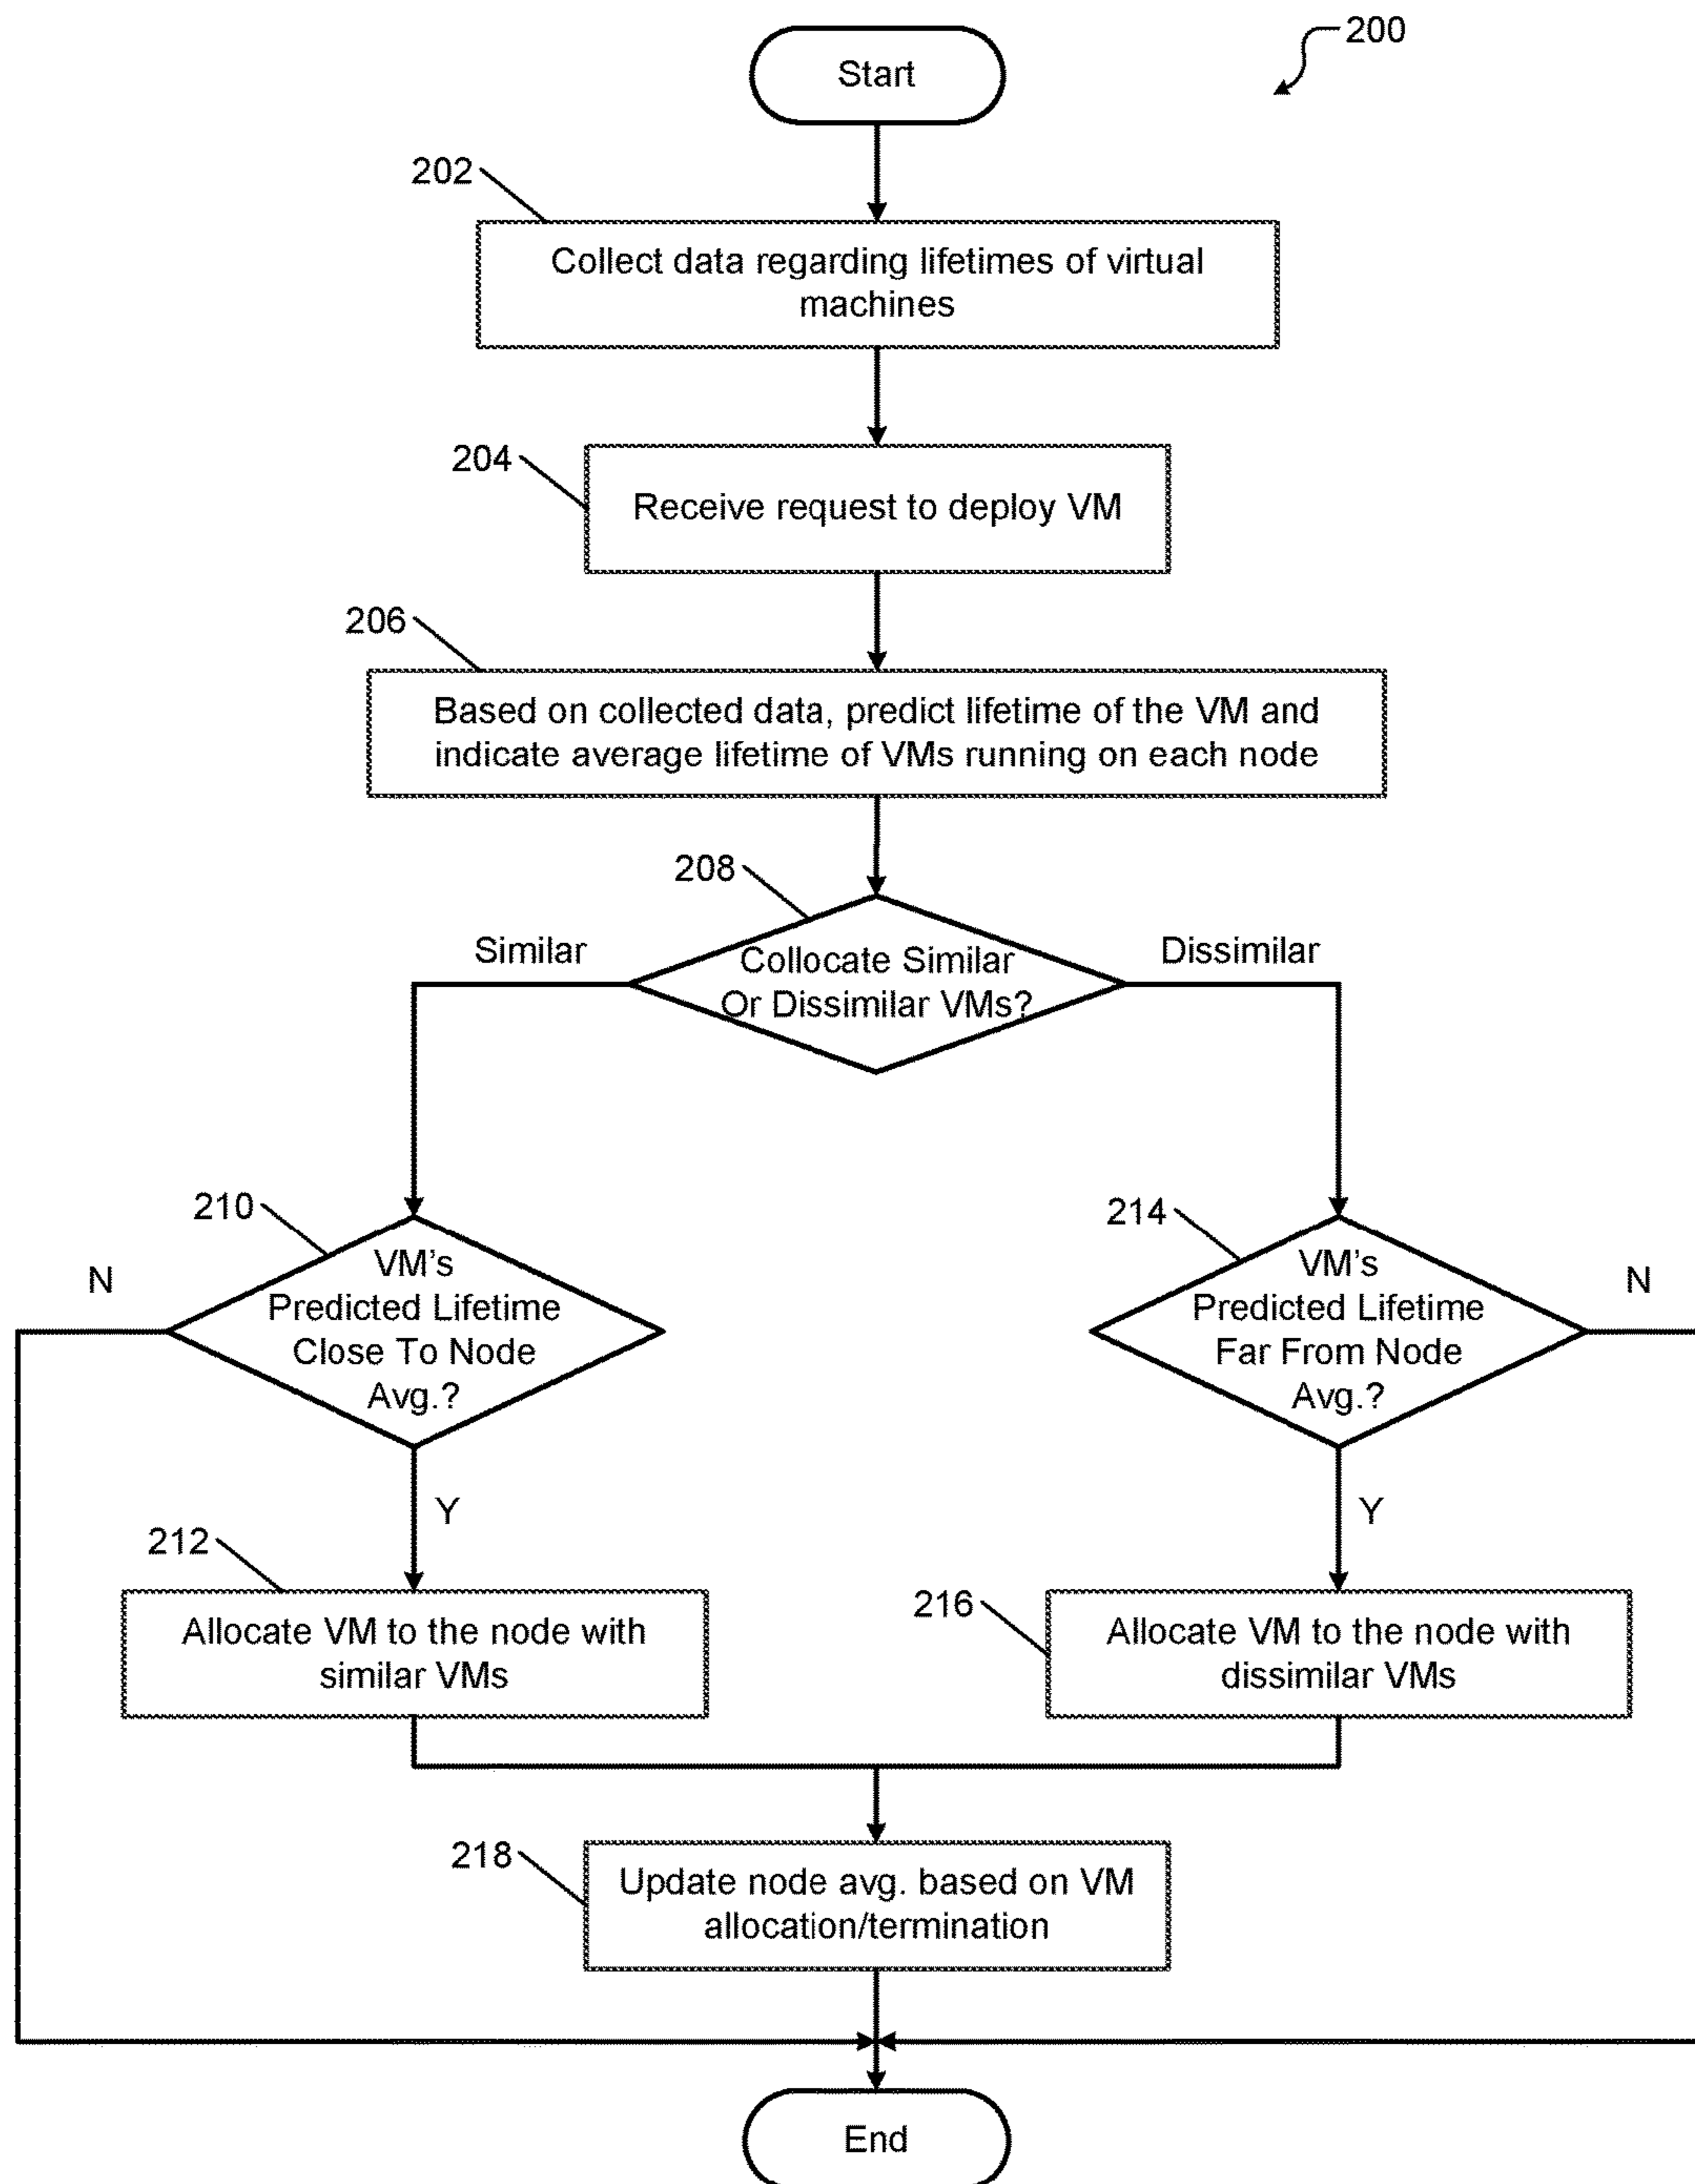 200
Start
202
Collect data regarding lifetimes of virtual
machines
204
Receive request to deploy VM
206
Based on collected data, predict lifetime of the VM and
indicate average lifetime of VMs running on each node
208
Similar
Collocate Similar
Or Dissimilar VMs?
Dissimilar
210
N
VM's
Predicted Lifetime
Close To Node
Avg.?
Y
214
VM's
Predicted Lifetime
Far From Node
Avg.?
N
Y
212
Allocate VM to the node with
similar VMs
216
Allocate VM to the node with
dissimilar VMs
218
Update node avg. based on VM
allocation/termination
End